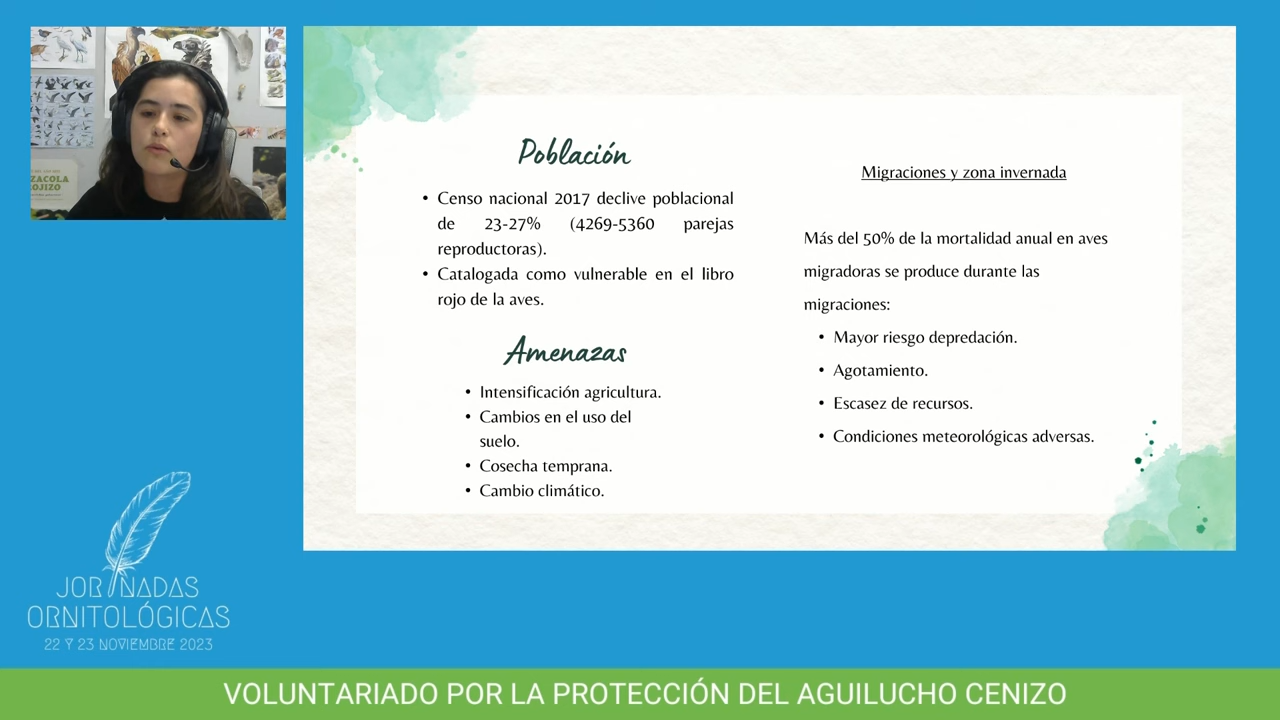 ZACOLA
OJIZO
Población
• Censo nacional 2017 declive poblacional
de 23-27% (4269-5360 parejas
reproductoras).
• Catalogada como vulnerable en el libro
rojo de la aves.
Amenazas
• Intensificación agricultura.
• Cambios en el uso del
suelo.
• Cosecha temprana.
• Cambio climático.
Migraciones y zona invernada
Más del 50% de la mortalidad anual en aves
migradoras se produce durante las
migraciones:
• Mayor riesgo depredación.
• Agotamiento.
• Escasez de recursos.
• Condiciones meteorológicas adversas.
JORNADAS
ORNITOLÓGICAS
22 Y 23 NOVIEMBRE 2023
VOLUNTARIADO POR LA PROTECCIÓN DEL AGUILUCHO CENIZO